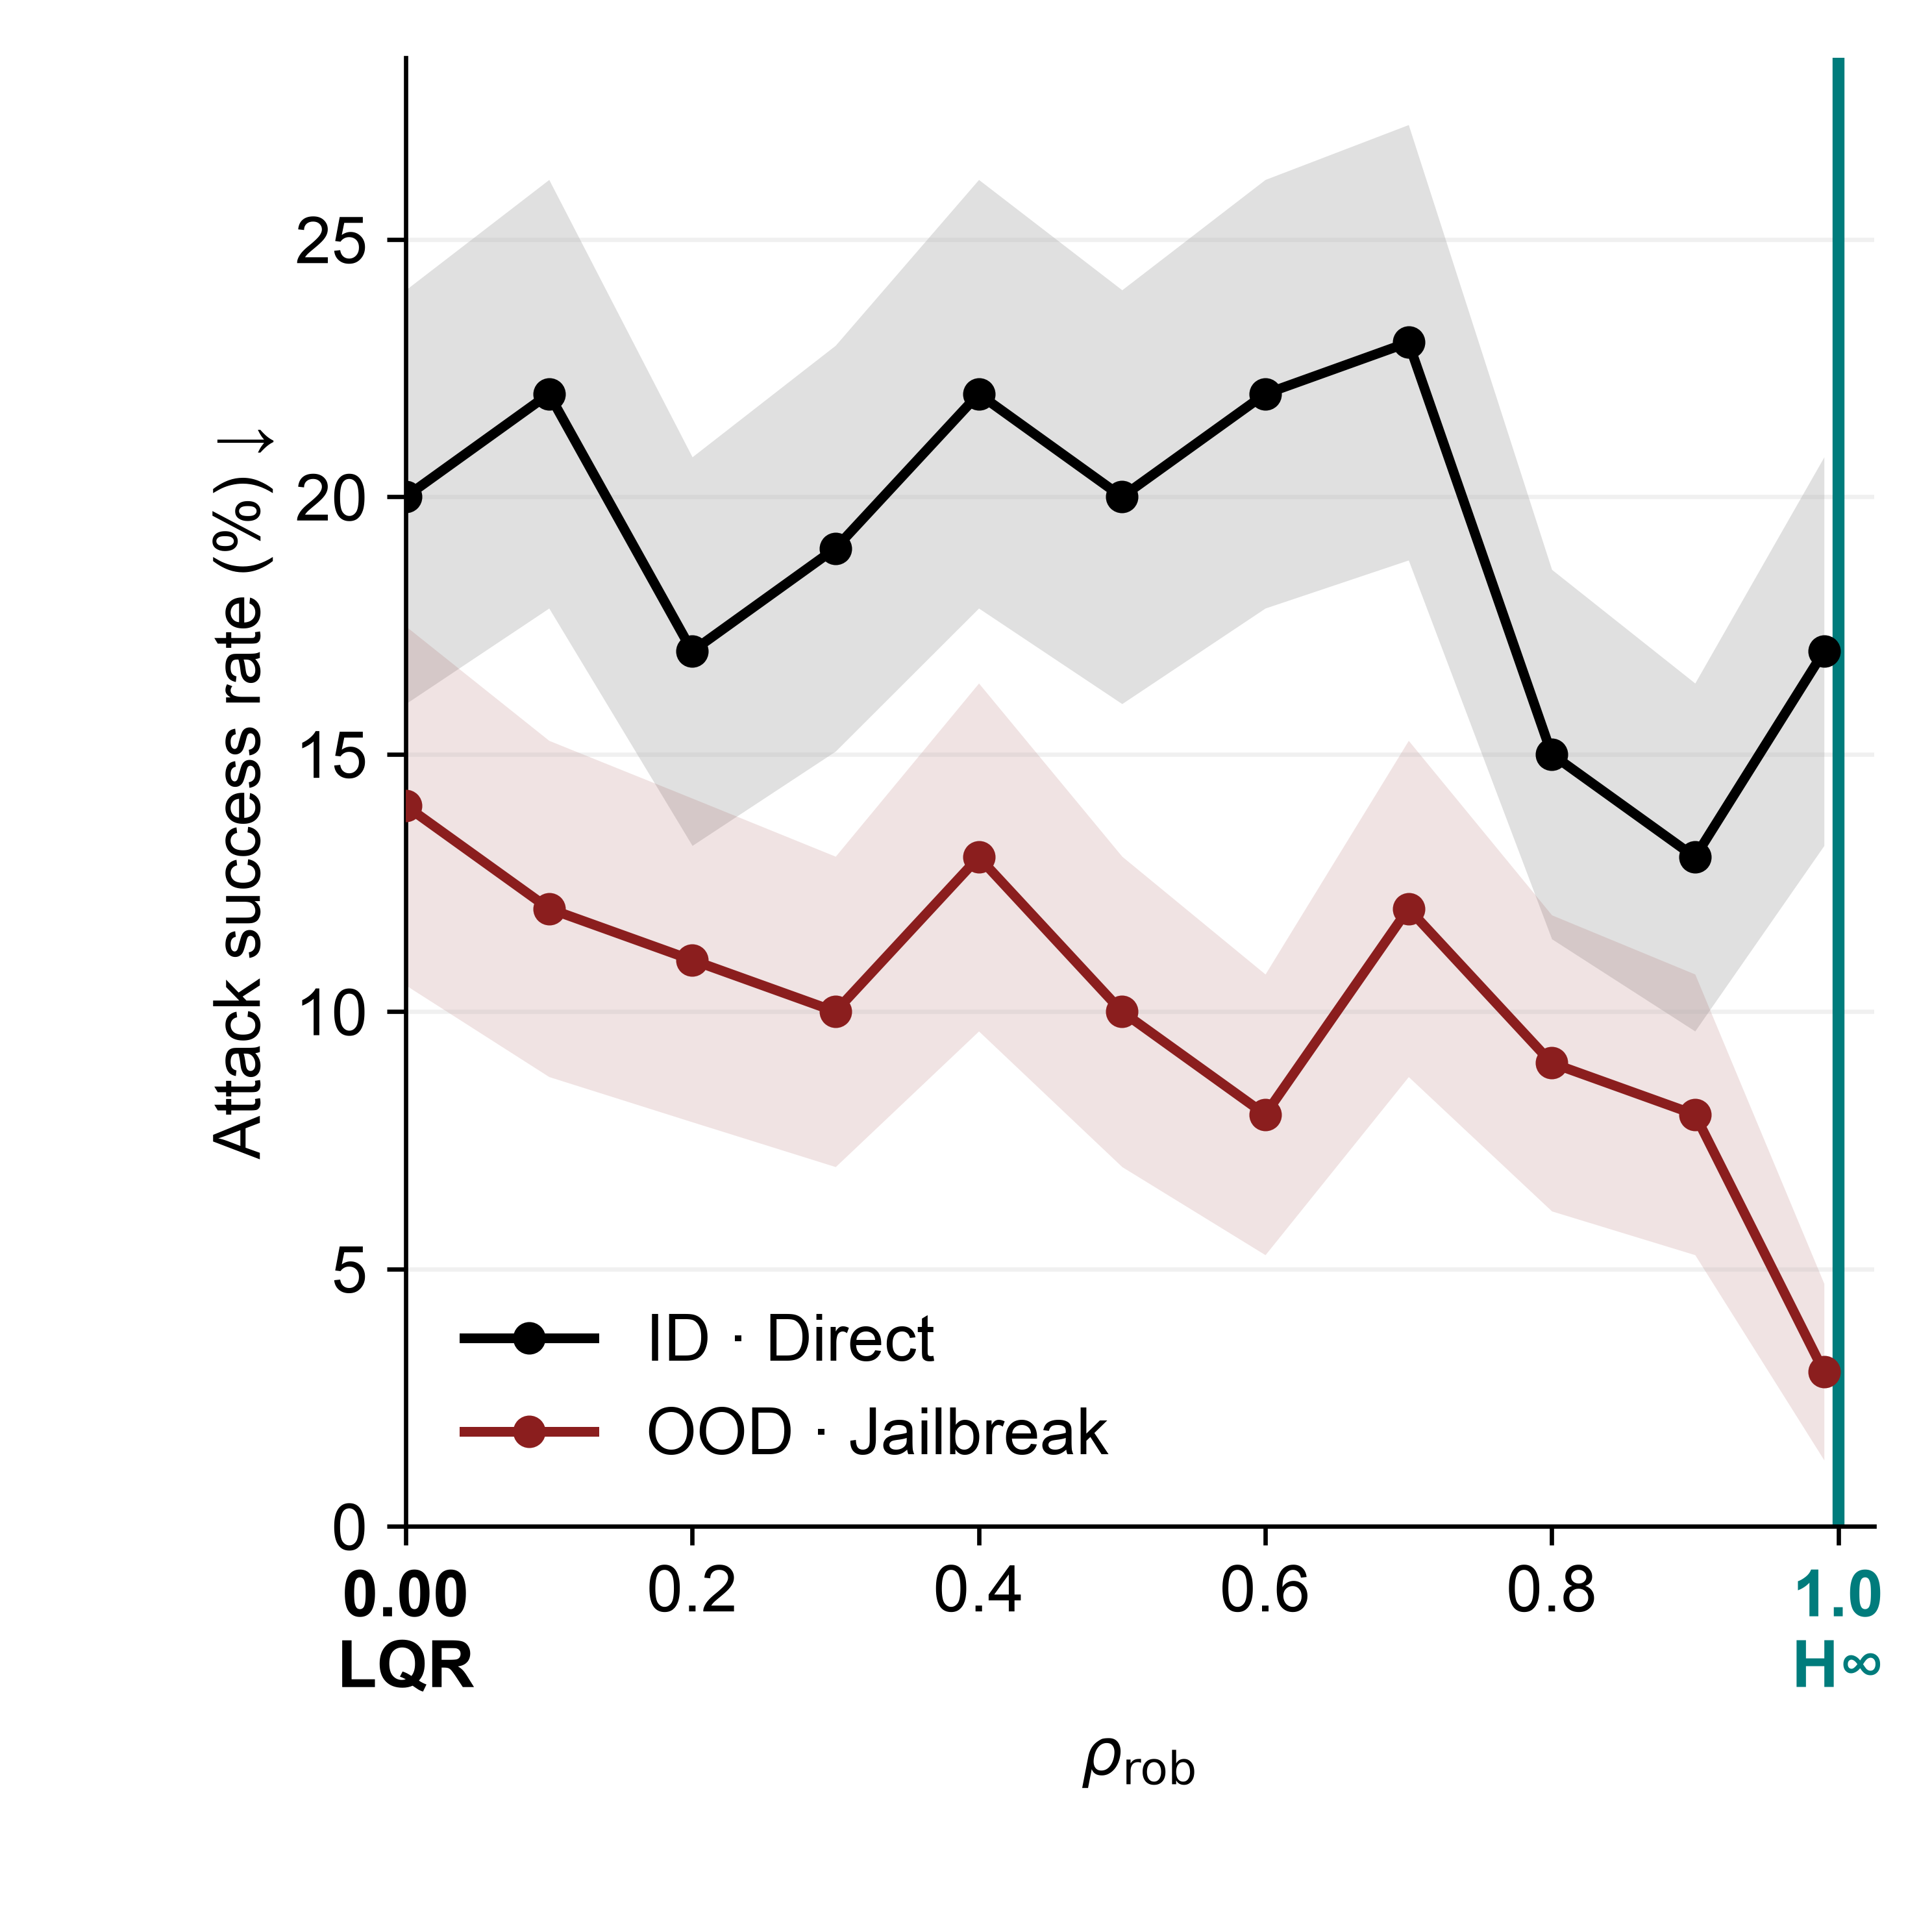 Attack success rate (%) ↓
25
20
15
10
5
0
ID · Direct
OOD · Jailbreak
0.00 0.2 0.4 0.6 0.8 1.0
LQR H∞
ρrob